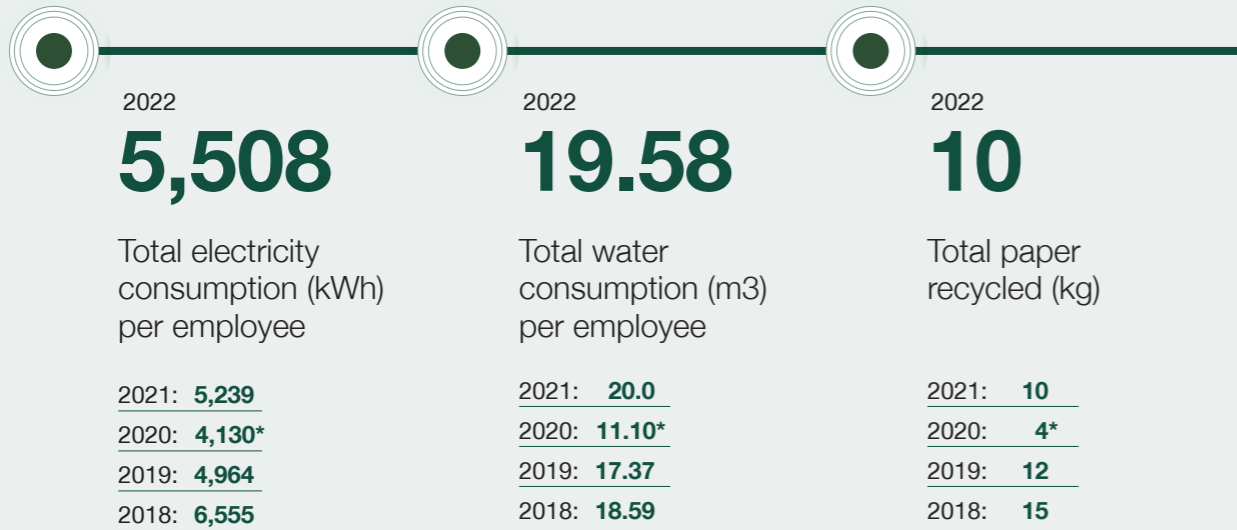 2022
5,508
Total electricity
consumption (kWh)
per employee
2021: 5,239
2020: 4,130*
2019: 4,964
2018: 6,555
2022
19.58
Total water
consumption (m3)
per employee
2021: 20.0
2020: 11.10*
2019: 17.37
2018: 18.59
2022
10
Total paper
recycled (kg)
2021: 10
2020: 4*
2019: 12
2018: 15